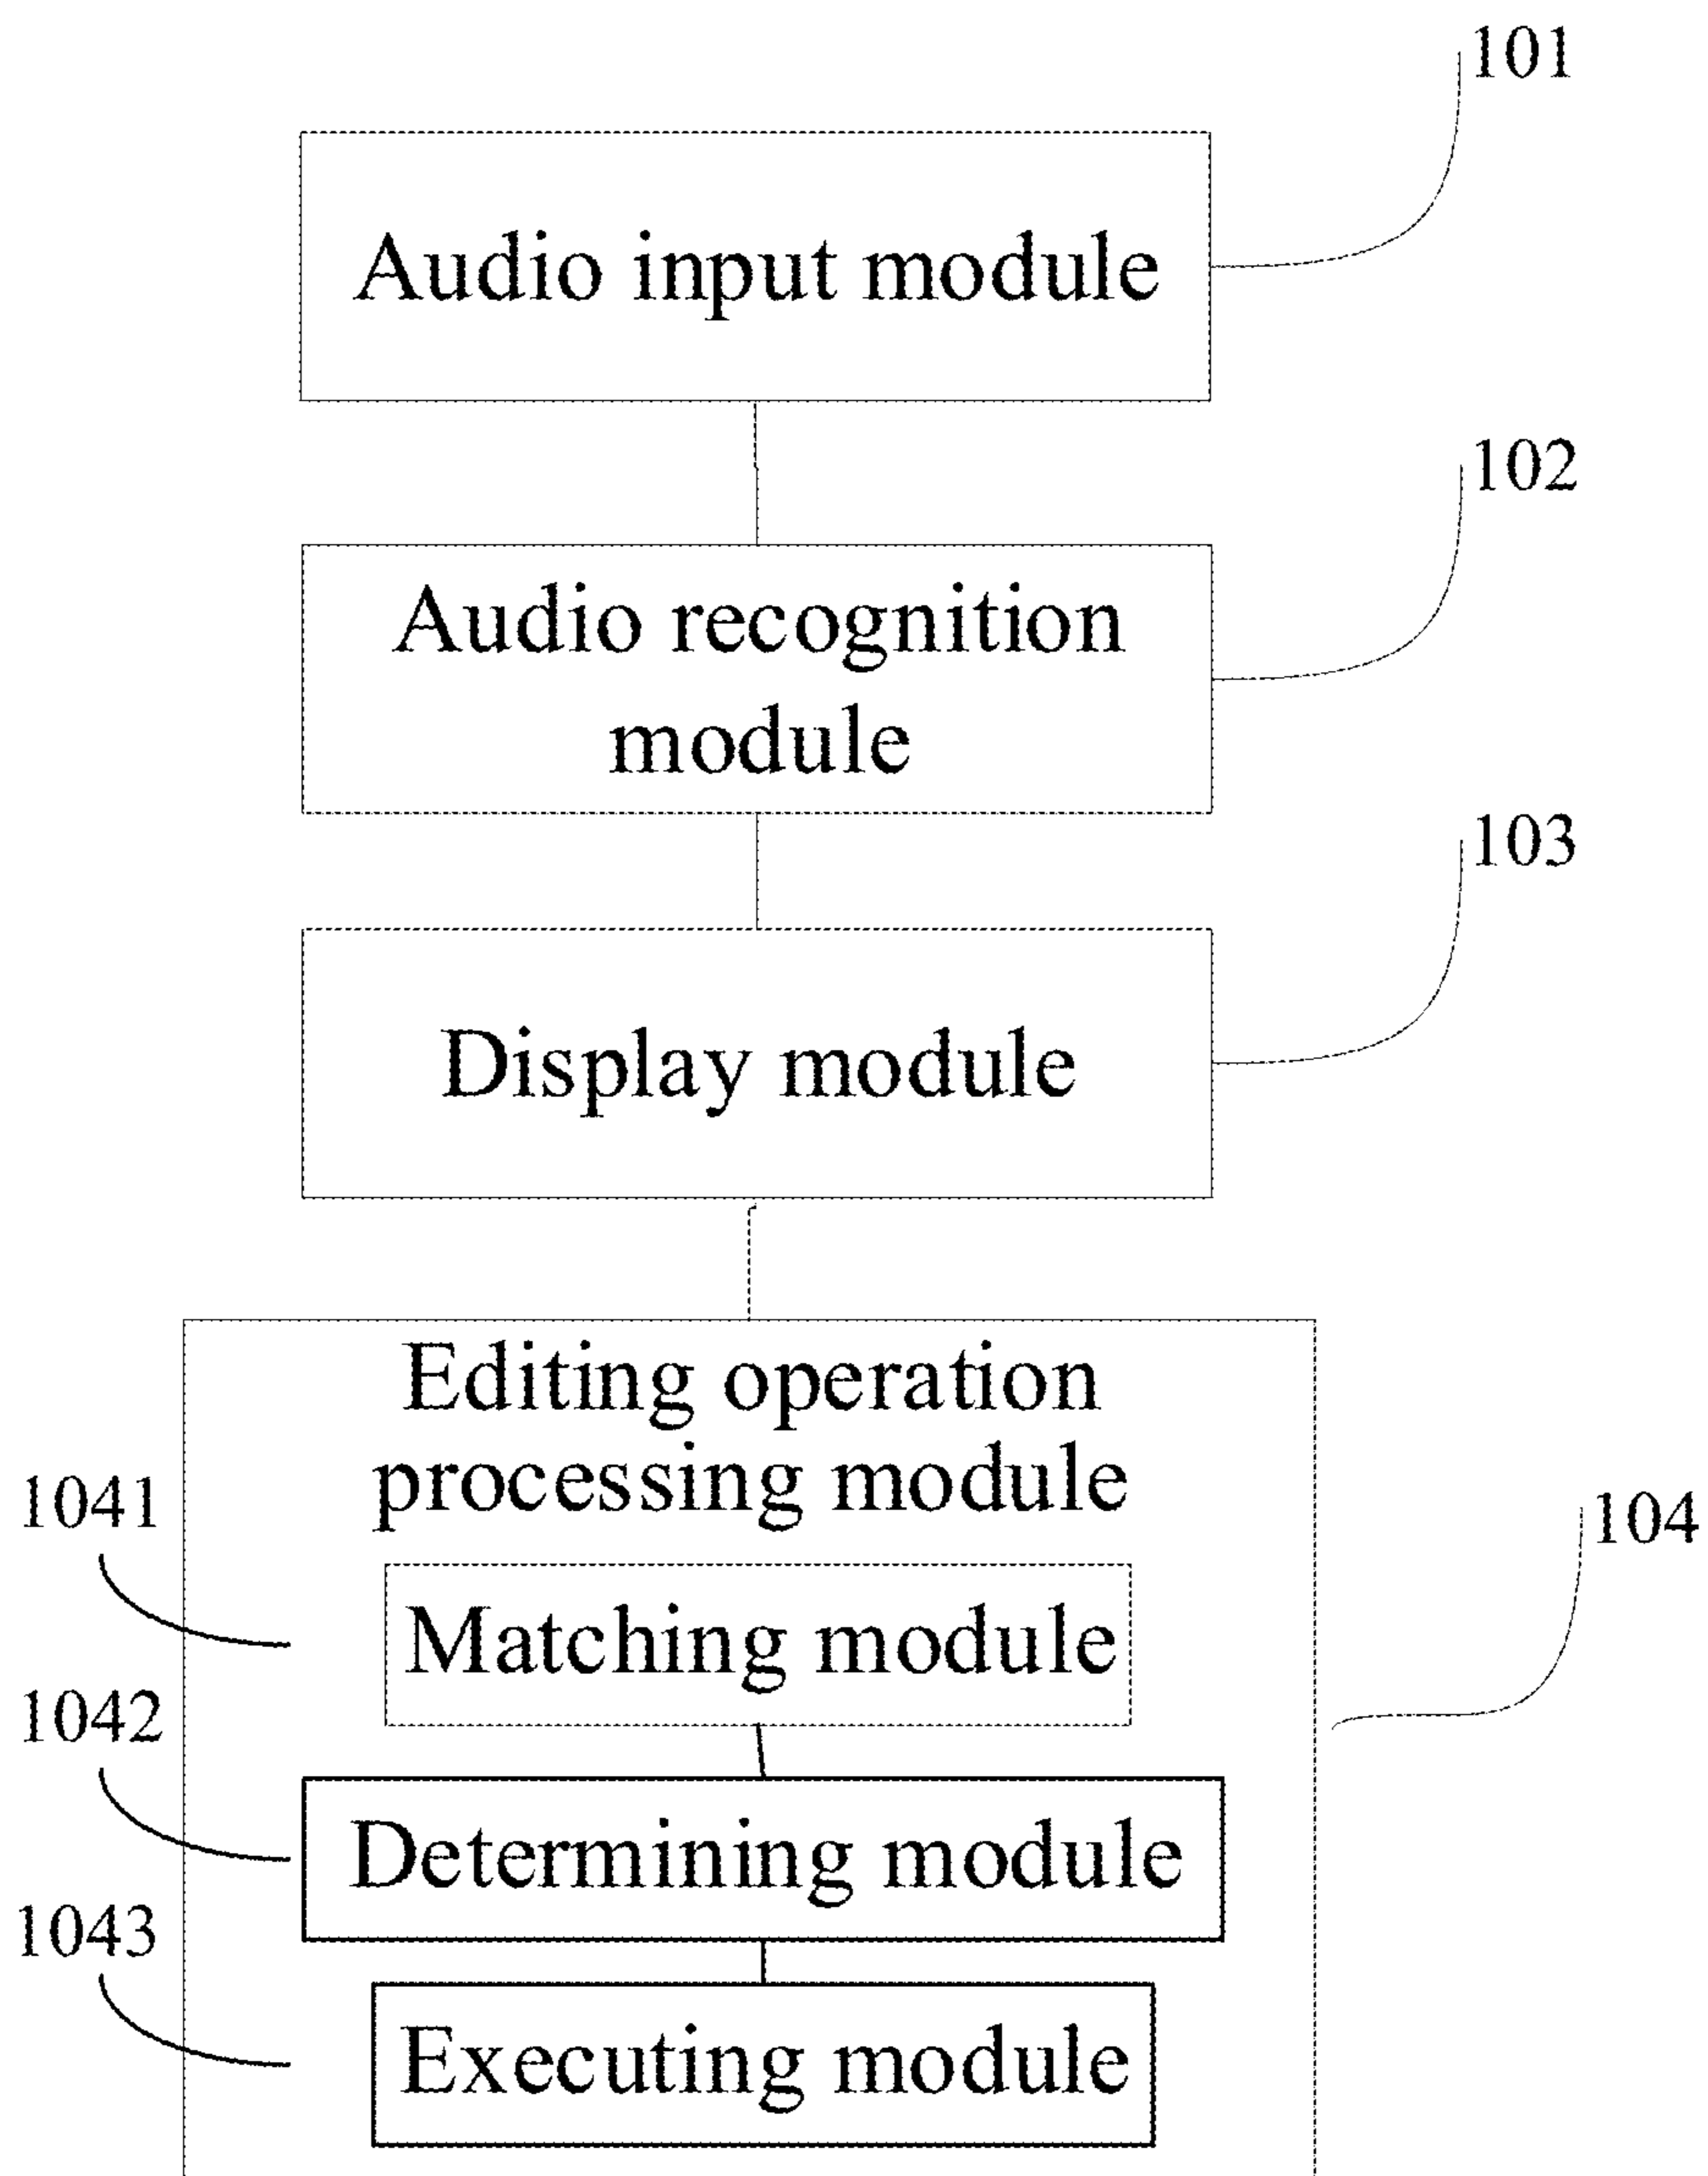 101
Audio input module
102
Audio recognition
module
103
Display module
Editing operation
processing module
1041
104
Matching module
1042
Determining module
1043
Executing module